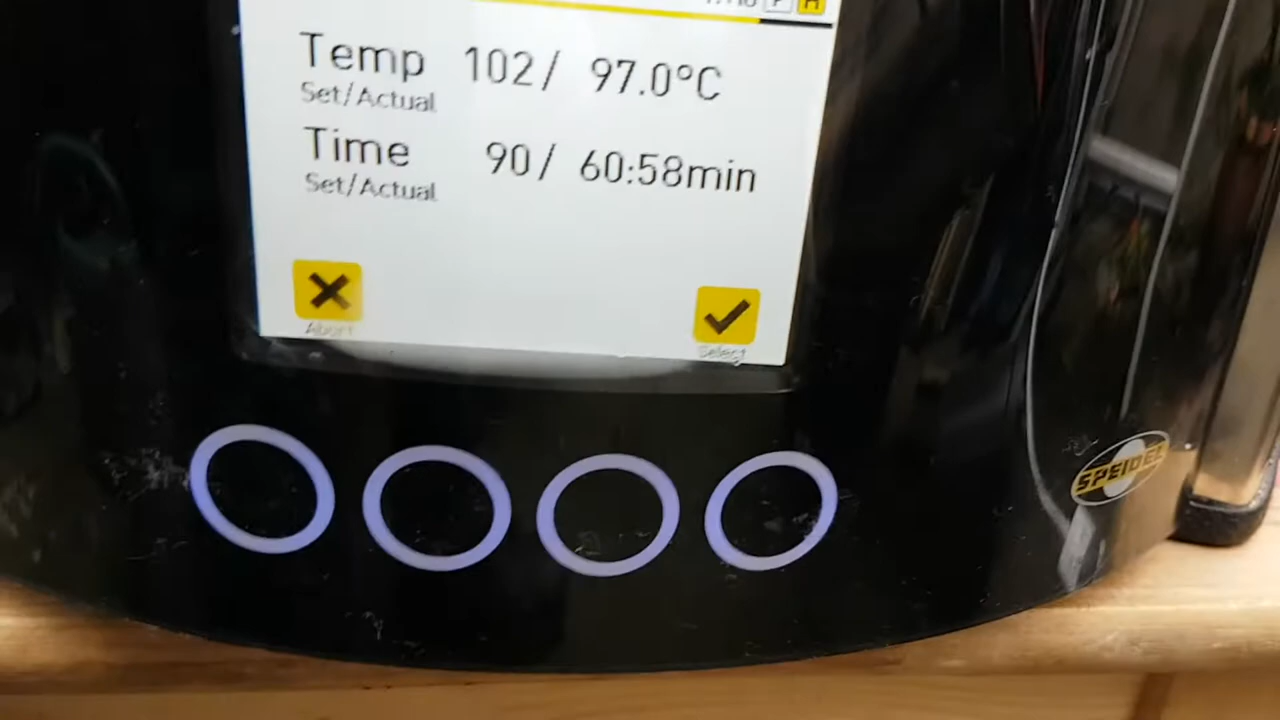 P H
Temp 102/ 97.0°C
Set/Actual
Time 90/ 60:58min
Set/Actual
Abort
Select
SPEIDEL